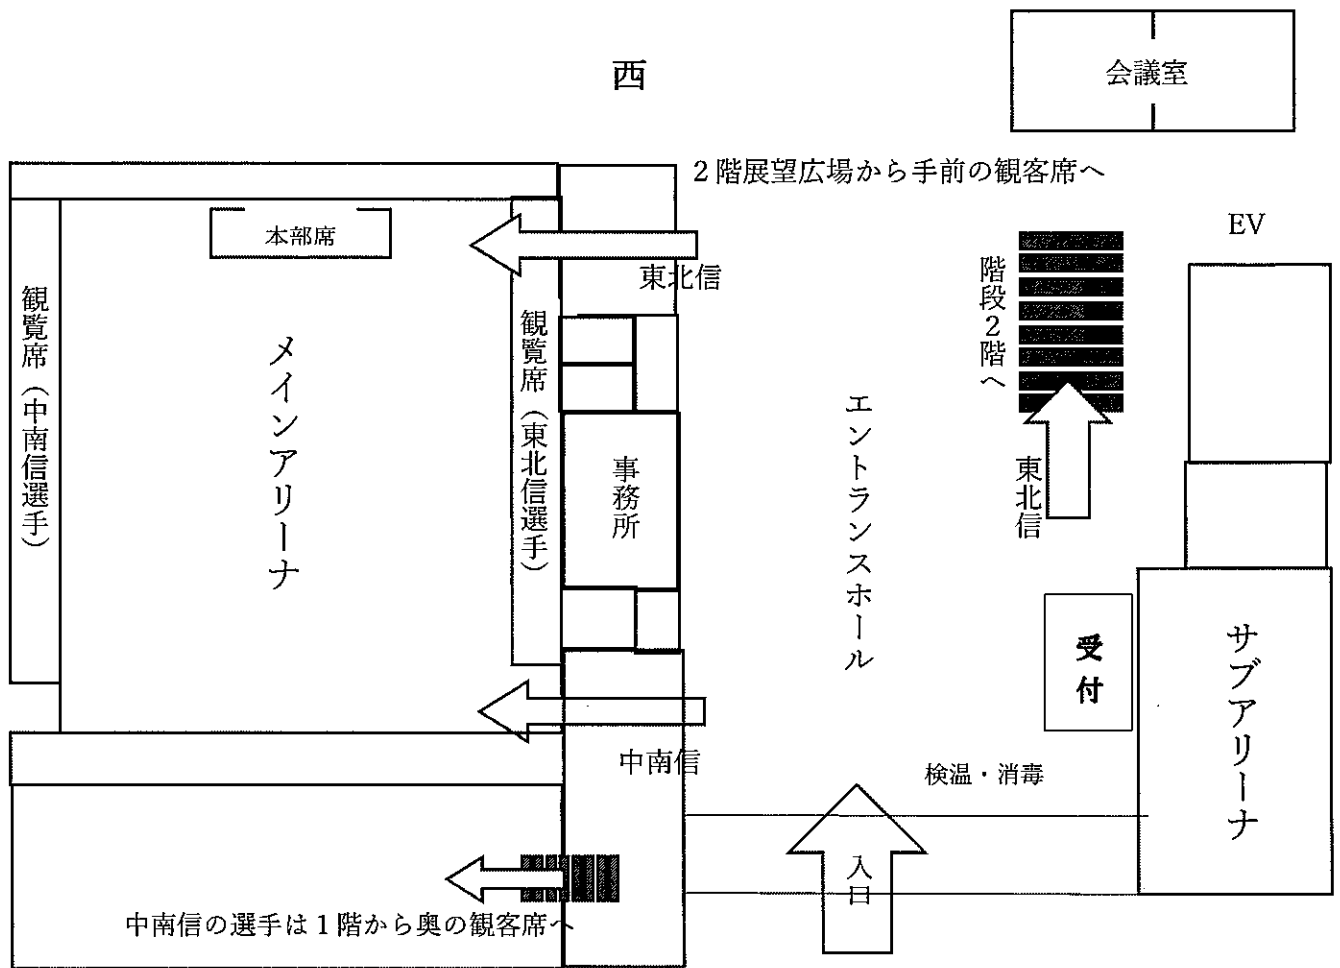 西
会議室
2階展望広場から手前の観客席へ
EV
本部席
東北信
階段2階へ
観覧席（中南信選手）
メインアリーナ
観覧席（東北信選手）
事務所
エントランスホール
東北信
受付
サブアリーナ
中南信
検温・消毒
入口
中南信の選手は1階から奥の観客席へ